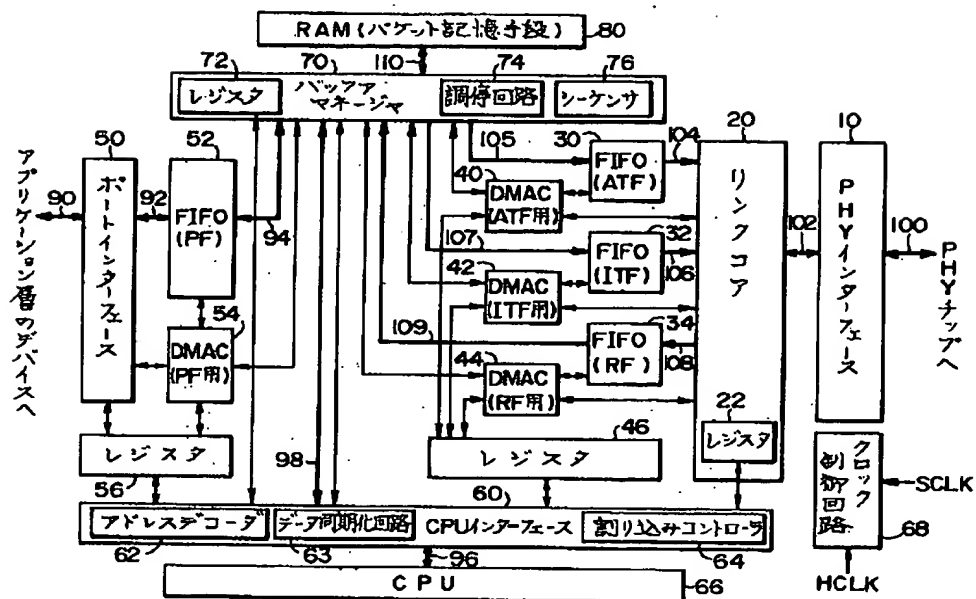 RAM(パケット記憶手段)
80
72
70
110
74
76
レジスタ
バッファ
マネージャ
調停回路
シーケンサ
20
10
アプリケーション層のデバイスへ
90
50
ポートインターフェース
92
52
FIFO
(PF)
94
54
DMAC
(PF用)
105
30
FIFO
(ATF)
104
40
DMAC
(ATF用)
107
32
FIFO
(ITF)
106
42
DMAC
(ITF用)
109
34
FIFO
(RF)
108
44
DMAC
(RF用)
リンクコア
22
レジスタ
102
PHYインターフェース
100
PHYチップへ
レジスタ
56
98
46
レジスタ
60
アドレスデコーダ
データ同期化回路
CPUインターフェース
割り込みコントローラ
62
63
64
96
CPU
66
クロック
制御回路
SCLK
68
HCLK